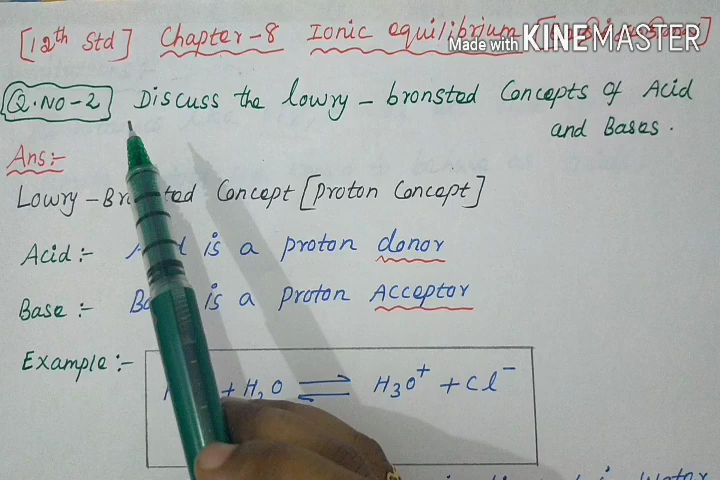 [12th Std] Chapter-8 Ionic equilibrium
Made with KINEMASTER
Q.NO-2 Discuss the lowry - bronsted Concepts of Acid
and Bases.
Ans:-
Lowry - Concept [Proton Concept]
Acid:- is a proton donor
Base:- is a Proton Acceptor
Example:-
+ H2O ⇌ H3O+ + Cl-
water